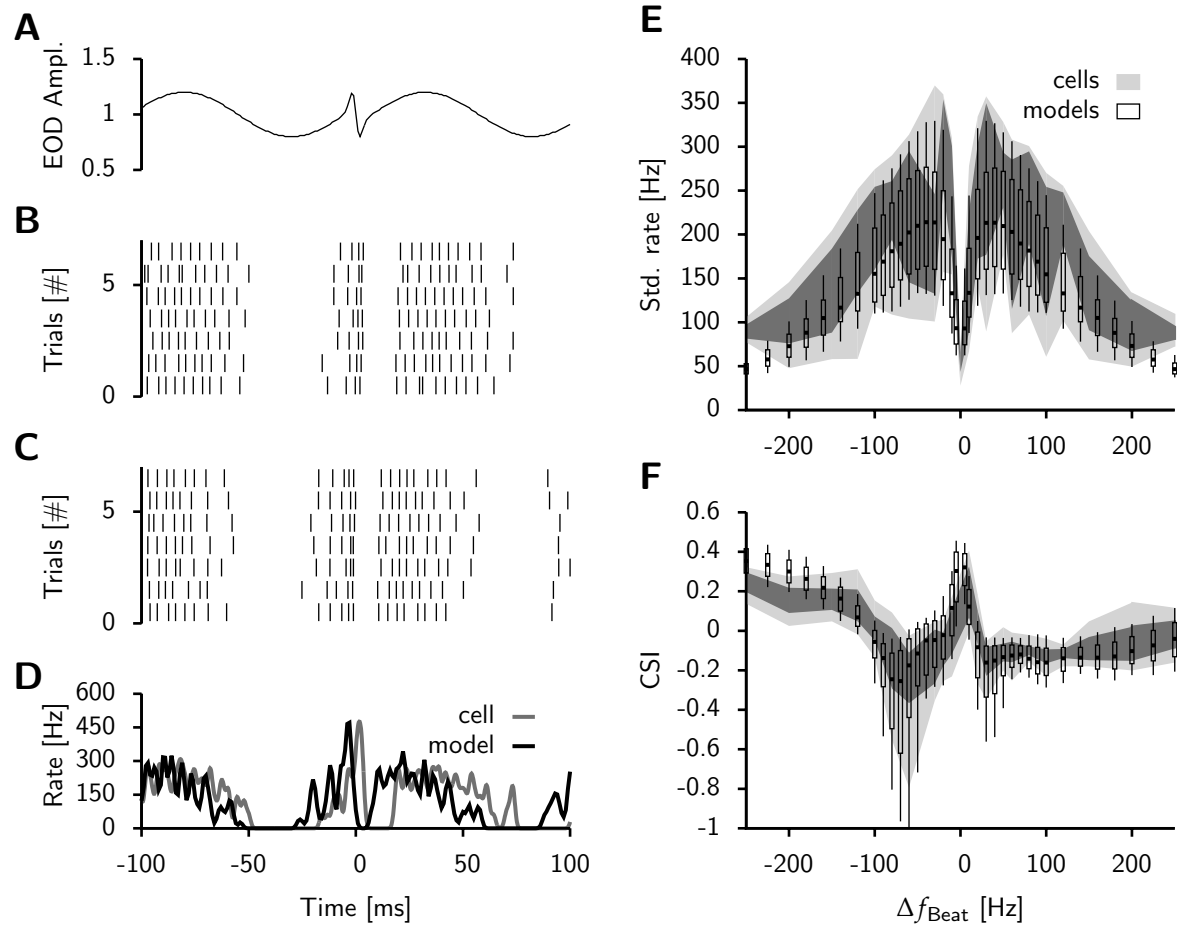 A
EOD Ampl.
1.5
1
0.5
B
Trials [#]
5
0
C
Trials [#]
5
0
D
Rate [Hz]
600
450
300
150
0
cell
model
-100
-50
0
50
100
Time [ms]
E
Std. rate [Hz]
400
350
300
250
200
150
100
50
0
cells
models
-200
-100
0
100
200
F
CSI
0.6
0.4
0.2
0
-0.2
-0.4
-0.6
-0.8
-1
-200
-100
0
100
200
Δf_Beat [Hz]